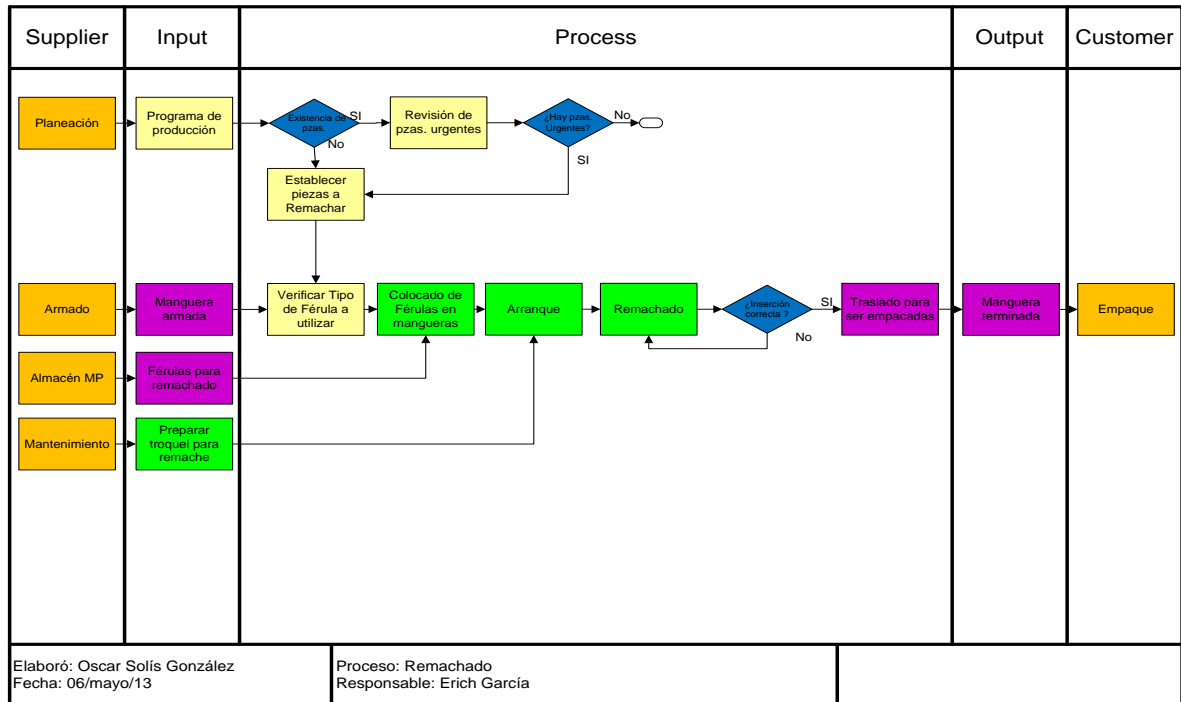 Supplier
Input
Process
Output
Customer
Planeación
Programa de
producción
Existencia de
pzas.
SI
No
Revisión de
pzas. urgentes
¿Hay pzas.
Urgentes?
No
SI
Establecer
piezas a
Remachar
Armado
Manguera
armada
Verificar Tipo
de Férula a
utilizar
Colocado de
Férulas en
mangueras
Arranque
Remachado
¿Inserción
correcta ?
SI
No
Traslado para
ser empacadas
Manguera
terminada
Empaque
Almacén MP
Férulas para
remachado
Mantenimiento
Preparar
troquel para
remache
Elaboró: Oscar Solís González
Fecha: 06/mayo/13
Proceso: Remachado
Responsable: Erich García